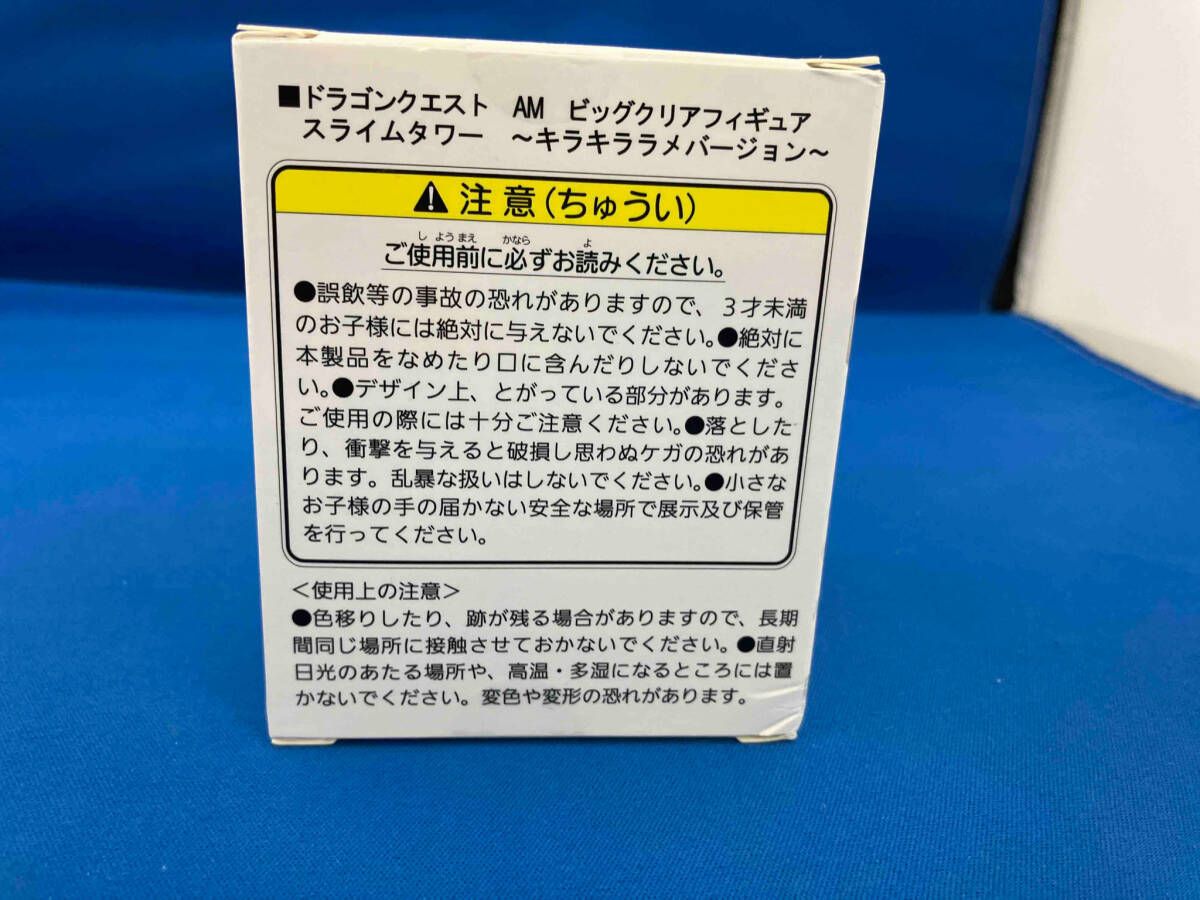 ■ドラゴンクエスト AM ビッグクリアフィギュア
スライムタワー ～キラキララメバージョン～
注意(ちゅうい)
しようまえ かなら よ
ご使用前に必ずお読みください。
●誤飲等の事故の恐れがありますので、3才未満
のお子様には絶対に与えないでください。●絶対に
本製品をなめたり口に含んだりしないでくださ
い。●デザイン上、とがっている部分があります。
ご使用の際には十分ご注意ください。●落とした
り、衝撃を与えると破損し思わぬケガの恐れがあ
ります。乱暴な扱いはしないでください。●小さな
お子様の手の届かない安全な場所で展示及び保管
を行ってください。
＜使用上の注意＞
●色移りしたり、跡が残る場合がありますので、長期
間同じ場所に接触させておかないでください。●直射
日光のあたる場所や、高温・多湿になるところには置
かないでください。変色や変形の恐れがあります。